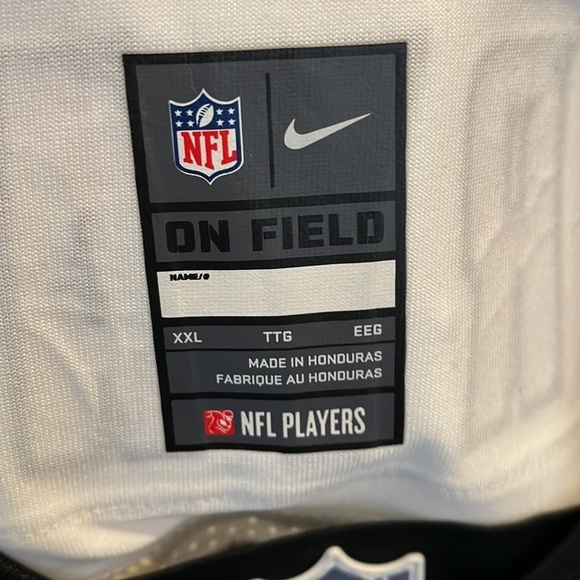 NFL
ON FIELD
NAME/#
XXL TTG EEG
MADE IN HONDURAS
FABRIQUE AU HONDURAS
NFL PLAYERS